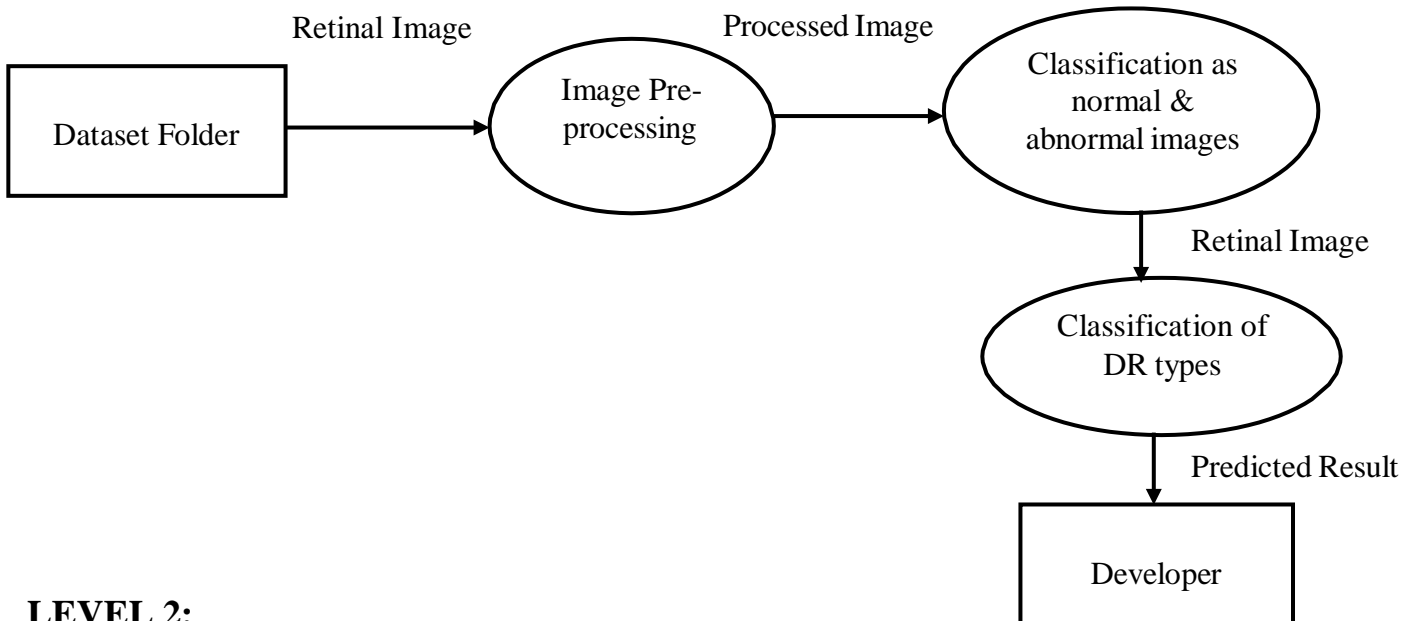 Retinal Image
Processed Image
Dataset Folder
Image Pre-
processing
Classification as
normal &
abnormal images
Retinal Image
Classification of
DR types
Predicted Result
Developer
LEVEL 2: